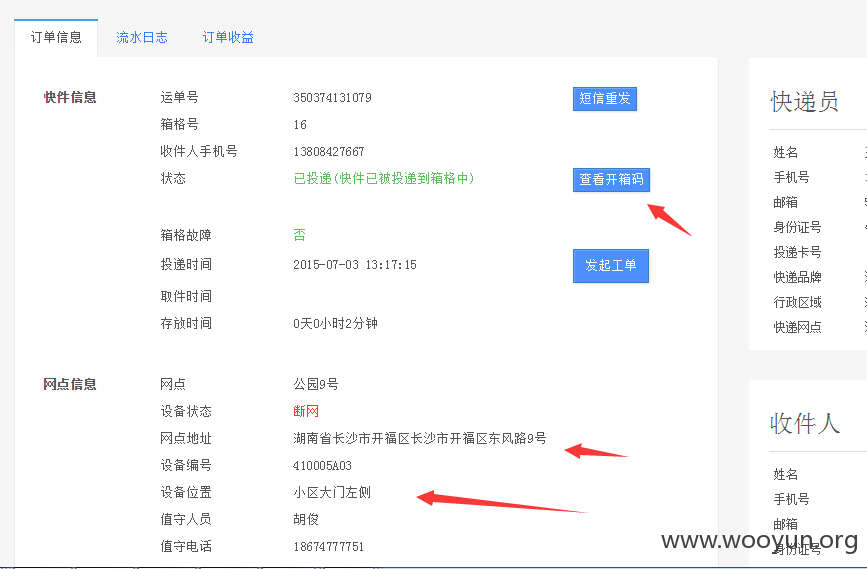 订单信息 流水日志 订单收益
快件信息 运单号 350374131079 短信重发
箱格号 16
收件人手机号 13808427667
状态 已投递(快件已被投递到箱格中) 查看开箱码
箱格故障 否
投递时间 2015-07-03 13:17:15 发起工单
取件时间
存放时间 0天0小时2分钟
网点信息 网点 公园9号
设备状态 断网
网点地址 湖南省长沙市开福区长沙市开福区东风路9号
设备编号 410005A03
设备位置 小区大门左侧
值守人员 胡俊
值守电话 18674777751
快递员
姓名
手机号
邮箱
身份证号
投递卡号
快递品牌
行政区域
快递网点
收件人
姓名
手机号
邮箱
身份证号
www.wooyun.org